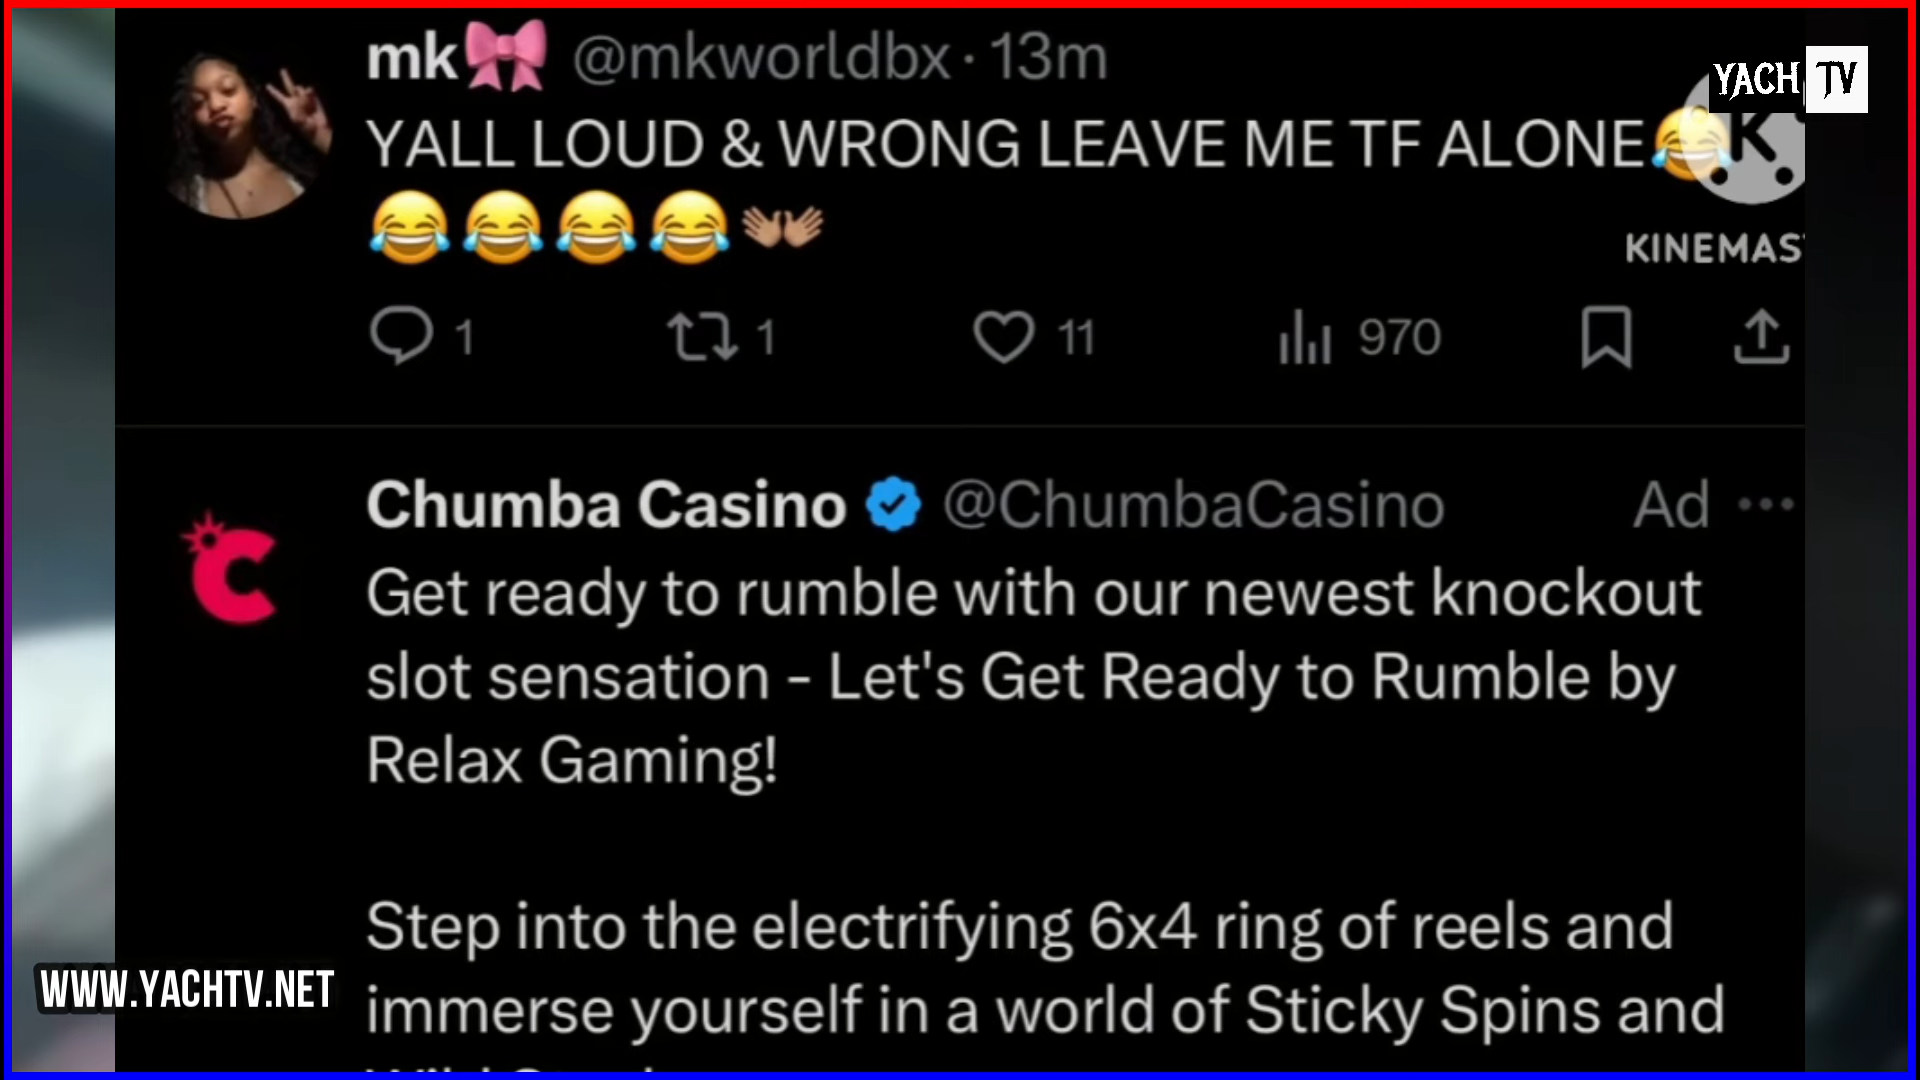 mk🎀 @mkworldbx · 13m
YACH TV
YALL LOUD & WRONG LEAVE ME TF ALONE😂
😂😂😂😂👐🏽
K
KINEMAS
1 1 11 970
Chumba Casino @ChumbaCasino Ad ...
Get ready to rumble with our newest knockout
slot sensation - Let's Get Ready to Rumble by
Relax Gaming!
Step into the electrifying 6x4 ring of reels and
immerse yourself in a world of Sticky Spins and
WWW.YACHTV.NET